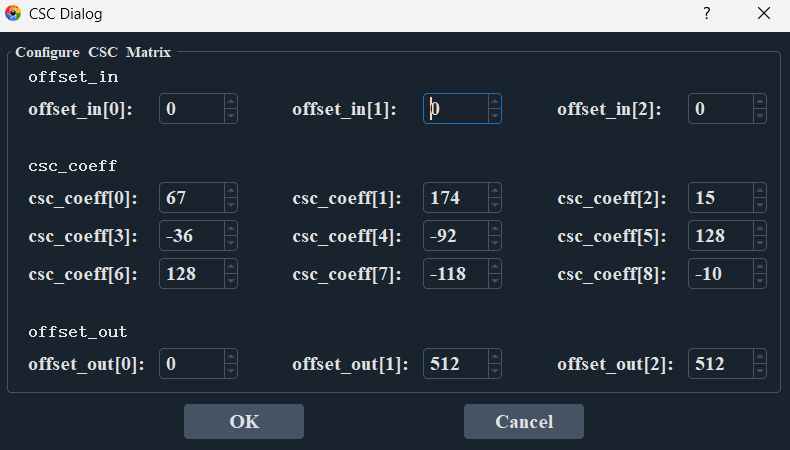 CSC Dialog ?
Configure CSC Matrix
offset_in
offset_in[0]: 0 offset_in[1]: 0 offset_in[2]: 0
csc_coeff
csc_coeff[0]: 67 csc_coeff[1]: 174 csc_coeff[2]: 15
csc_coeff[3]: -36 csc_coeff[4]: -92 csc_coeff[5]: 128
csc_coeff[6]: 128 csc_coeff[7]: -118 csc_coeff[8]: -10
offset_out
offset_out[0]: 0 offset_out[1]: 512 offset_out[2]: 512
OK Cancel